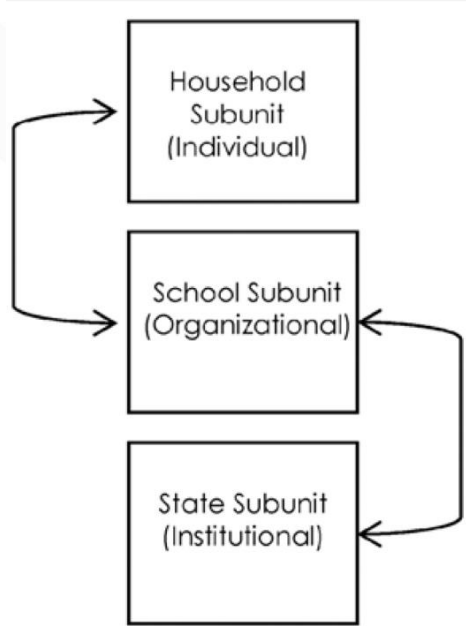 Household
Subunit
(Individual)
School Subunit
(Organizational)
State Subunit
(Institutional)